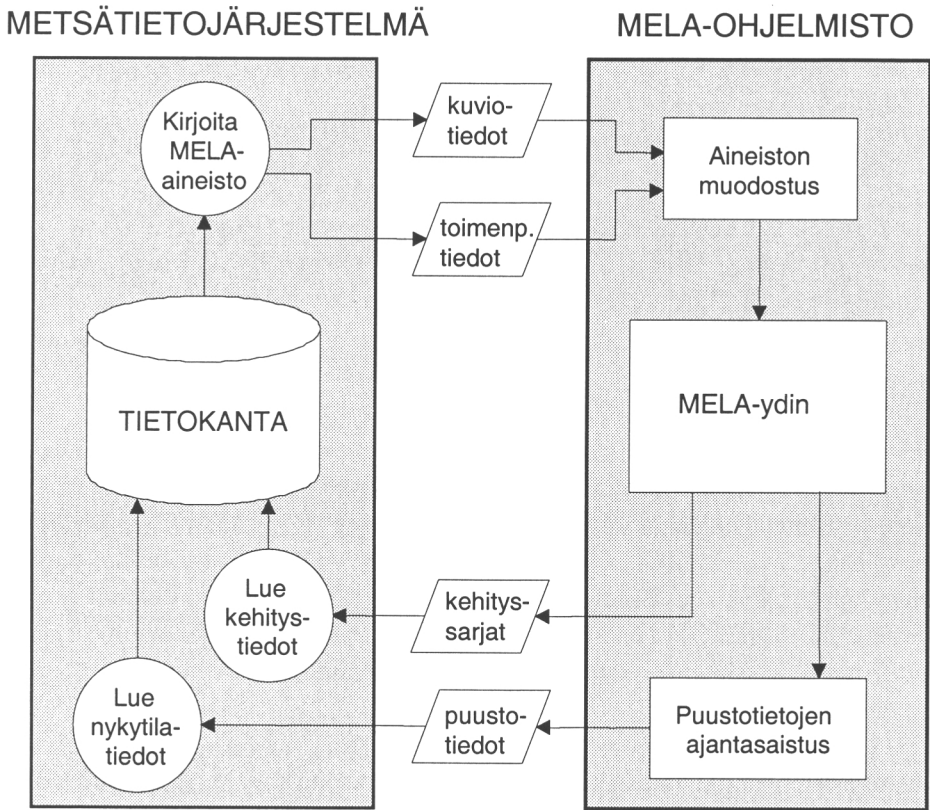 METSÄTIETOJÄRJESTELMÄ
MELA-OHJELMISTO
Kirjoita
MELA-
aineisto
kuvio-
tiedot
Aineiston
muodostus
toimenp.
tiedot
TIETOKANTA
MELA-ydin
Lue
kehitys-
tiedot
kehitys-
sarjat
Lue
nykytila-
tiedot
puusto-
tiedot
Puustotietojen
ajantasaistus